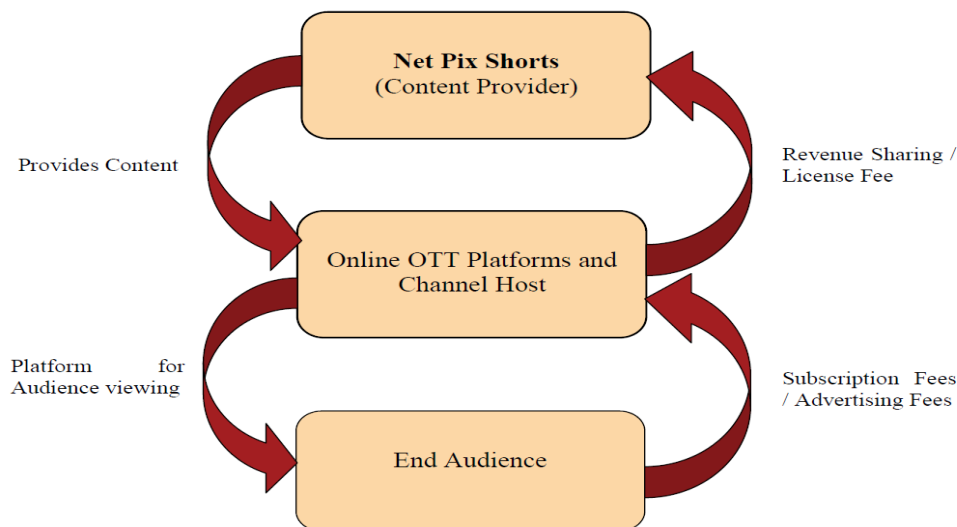 Net Pix Shorts
(Content Provider)
Provides Content
Revenue Sharing /
License Fee
Online OTT Platforms and
Channel Host
Platform for
Audience viewing
Subscription Fees
/ Advertising Fees
End Audience